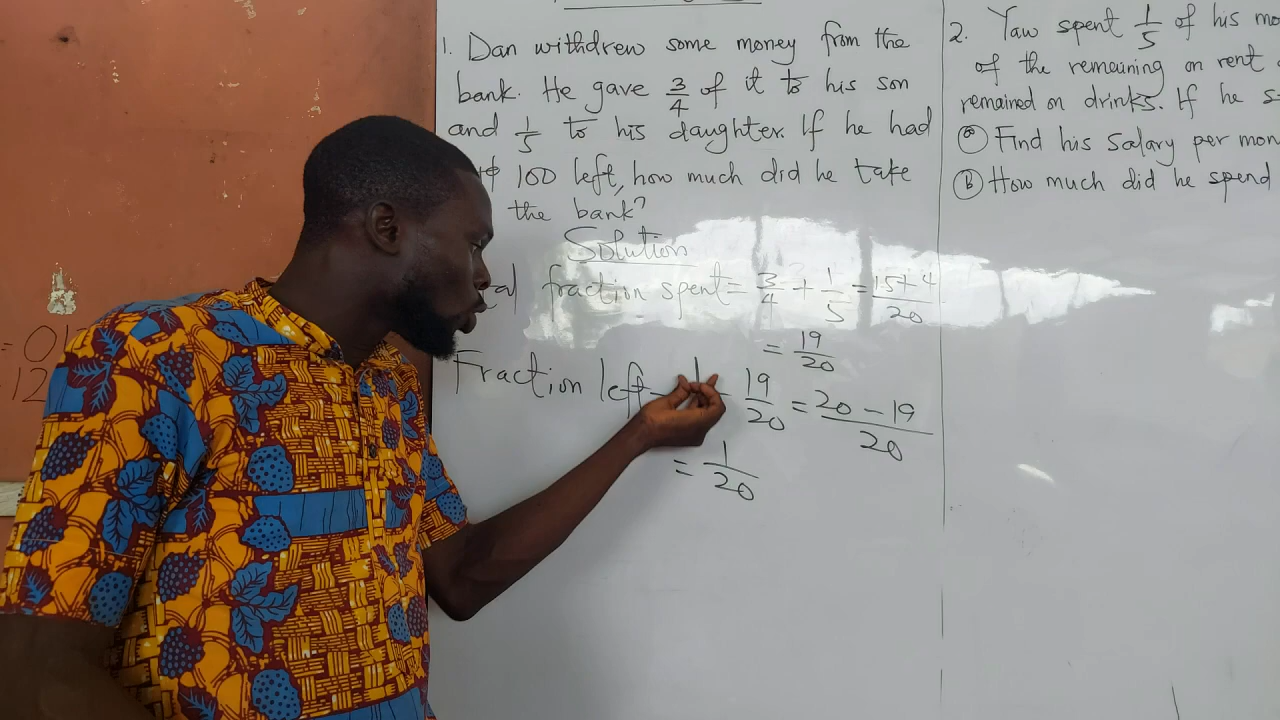 1. Dan withdrew some money from the
bank. He gave 3/4 of it to his son
and 1/5 to his daughter. If he had
100 left, how much did he take
the bank?
Solution
fraction spent = 3/4 + 1/5 = 15+4/20
= 19/20
Fraction left = 1 - 19/20 = 20-19/20
= 1/20
2. Yaw spent 1/5 of his
of the remaining on rent
remained on drinks. If he
(a) Find his salary per
(b) How much did he spend
= 01
12